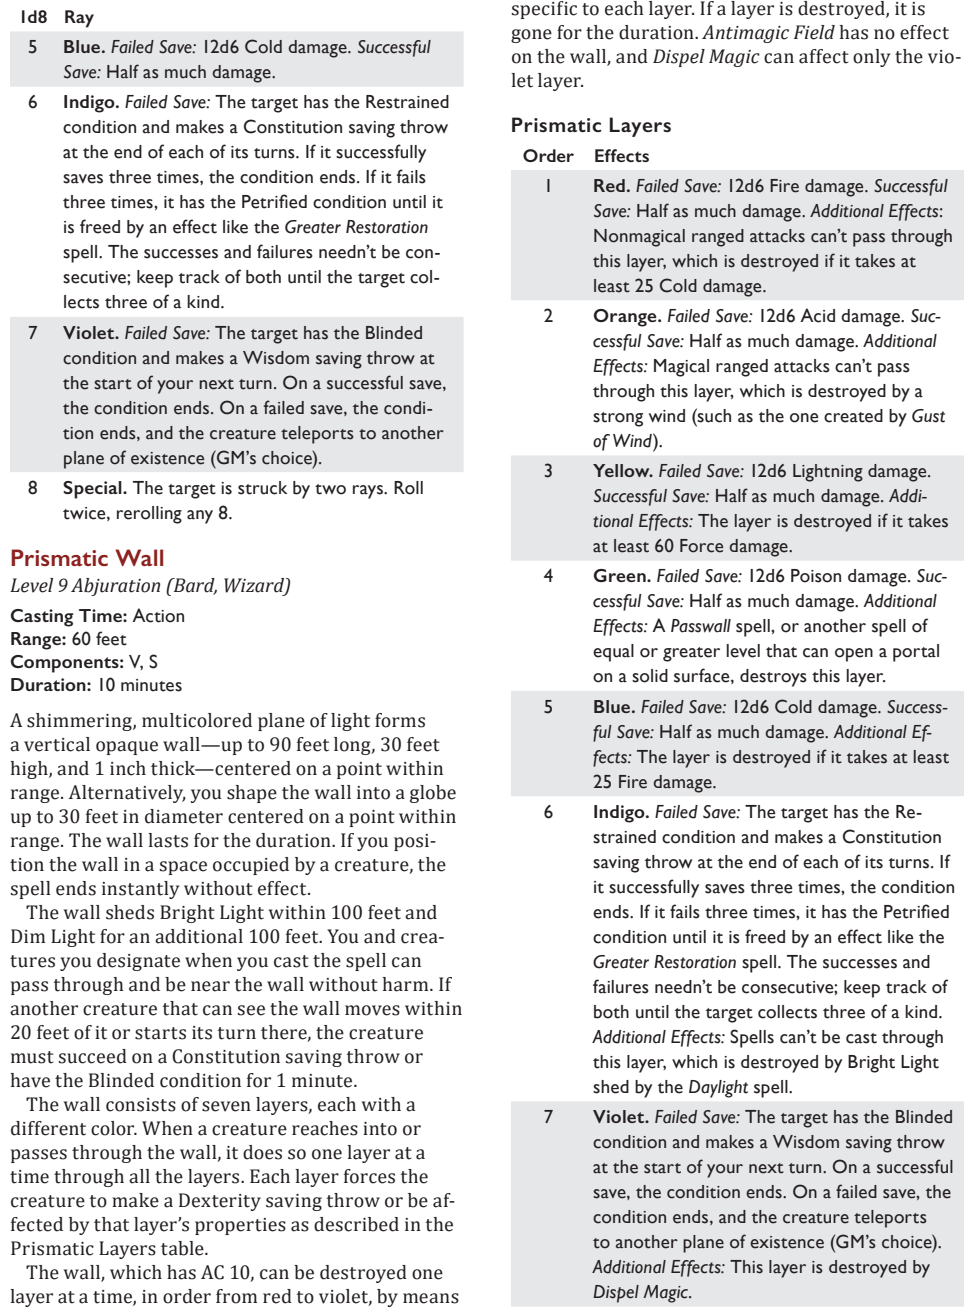 1d8 Ray
5 Blue. Failed Save: 12d6 Cold damage. Successful
Save: Half as much damage.
6 Indigo. Failed Save: The target has the Restrained
condition and makes a Constitution saving throw
at the end of each of its turns. If it successfully
saves three times, the condition ends. If it fails
three times, it has the Petrified condition until it
is freed by an effect like the Greater Restoration
spell. The successes and failures needn't be con-
secutive; keep track of both until the target col-
lects three of a kind.
7 Violet. Failed Save: The target has the Blinded
condition and makes a Wisdom saving throw at
the start of your next turn. On a successful save,
the condition ends. On a failed save, the condi-
tion ends, and the creature teleports to another
plane of existence (GM's choice).
8 Special. The target is struck by two rays. Roll
twice, rerolling any 8.
Prismatic Wall
Level 9 Abjuration (Bard, Wizard)
Casting Time: Action
Range: 60 feet
Components: V, S
Duration: 10 minutes
A shimmering, multicolored plane of light forms
a vertical opaque wall—up to 90 feet long, 30 feet
high, and 1 inch thick—centered on a point within
range. Alternatively, you shape the wall into a globe
up to 30 feet in diameter centered on a point within
range. The wall lasts for the duration. If you posi-
tion the wall in a space occupied by a creature, the
spell ends instantly without effect.
The wall sheds Bright Light within 100 feet and
Dim Light for an additional 100 feet. You and crea-
tures you designate when you cast the spell can
pass through and be near the wall without harm. If
another creature that can see the wall moves within
20 feet of it or starts its turn there, the creature
must succeed on a Constitution saving throw or
have the Blinded condition for 1 minute.
The wall consists of seven layers, each with a
different color. When a creature reaches into or
passes through the wall, it does so one layer at a
time through all the layers. Each layer forces the
creature to make a Dexterity saving throw or be af-
fected by that layer's properties as described in the
Prismatic Layers table.
The wall, which has AC 10, can be destroyed one
layer at a time, in order from red to violet, by means
specific to each layer. If a layer is destroyed, it is
gone for the duration. Antimagic Field has no effect
on the wall, and Dispel Magic can affect only the vio-
let layer.
Prismatic Layers
Order Effects
1 Red. Failed Save: 12d6 Fire damage. Successful
Save: Half as much damage. Additional Effects:
Nonmagical ranged attacks can't pass through
this layer, which is destroyed if it takes at
least 25 Cold damage.
2 Orange. Failed Save: 12d6 Acid damage. Suc-
cessful Save: Half as much damage. Additional
Effects: Magical ranged attacks can't pass
through this layer, which is destroyed by a
strong wind (such as the one created by Gust
of Wind).
3 Yellow. Failed Save: 12d6 Lightning damage.
Successful Save: Half as much damage. Addi-
tional Effects: The layer is destroyed if it takes
at least 60 Force damage.
4 Green. Failed Save: 12d6 Poison damage. Suc-
cessful Save: Half as much damage. Additional
Effects: A Passwall spell, or another spell of
equal or greater level that can open a portal
on a solid surface, destroys this layer.
5 Blue. Failed Save: 12d6 Cold damage. Success-
ful Save: Half as much damage. Additional Ef-
fects: The layer is destroyed if it takes at least
25 Fire damage.
6 Indigo. Failed Save: The target has the Re-
strained condition and makes a Constitution
saving throw at the end of each of its turns. If
it successfully saves three times, the condition
ends. If it fails three times, it has the Petrified
condition until it is freed by an effect like the
Greater Restoration spell. The successes and
failures needn't be consecutive; keep track of
both until the target collects three of a kind.
Additional Effects: Spells can't be cast through
this layer, which is destroyed by Bright Light
shed by the Daylight spell.
7 Violet. Failed Save: The target has the Blinded
condition and makes a Wisdom saving throw
at the start of your next turn. On a successful
save, the condition ends. On a failed save, the
condition ends, and the creature teleports
to another plane of existence (GM's choice).
Additional Effects: This layer is destroyed by
Dispel Magic.